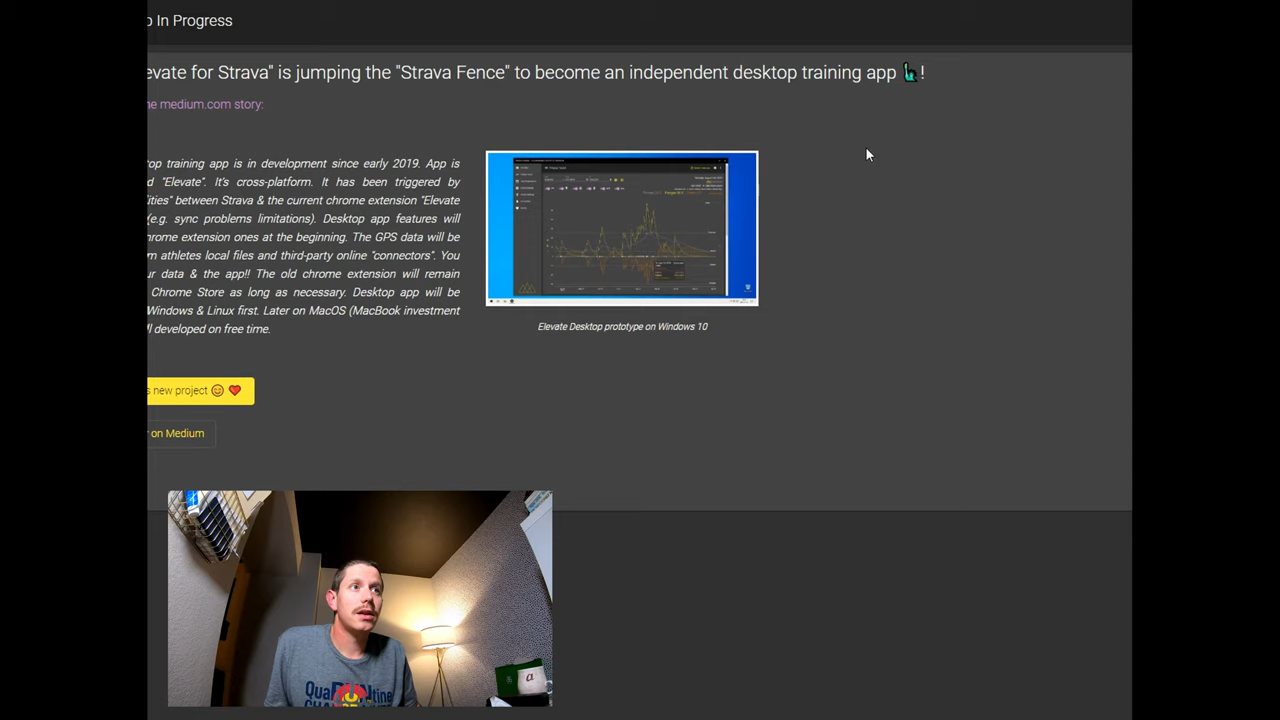 p In Progress
evate for Strava" is jumping the "Strava Fence" to become an independent desktop training app !
he medium.com story:
top training app is in development since early 2019. App is
d "Elevate". It's cross-platform. It has been triggered by
ities" between Strava & the current chrome extension "Elevate
(e.g. sync problems limitations). Desktop app features will
hrome extension ones at the beginning. The GPS data will be
m athletes local files and third-party online "connectors". You
ur data & the app!! The old chrome extension will remain
Chrome Store as long as necessary. Desktop app will be
Windows & Linux first. Later on MacOS (MacBook investment
ll developed on free time.
Elevate Desktop prototype on Windows 10
s new project
r on Medium
QuaRUNtine
a